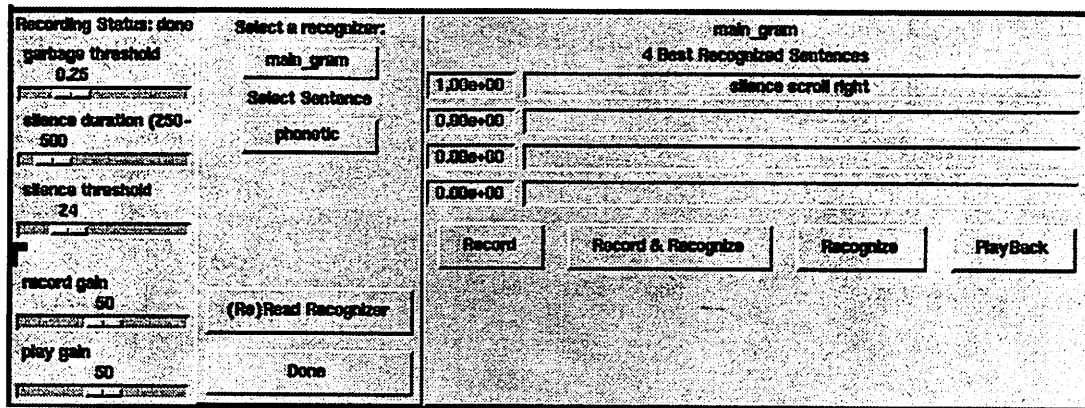 Recording Status: done
garbage threshold
0.25
silence duration (250-
500
silence threshold
24
record gain
50
play gain
50
Select a recognizer:
main_gram
Select Sentence
phonetic
(Re)Read Recognizer
Done
main_gram
4 Best Recognized Sentences
1.00e+00 silence scroll right
0.00e+00
0.00e+00
0.00e+00
Record Record & Recognize Recognize PlayBack